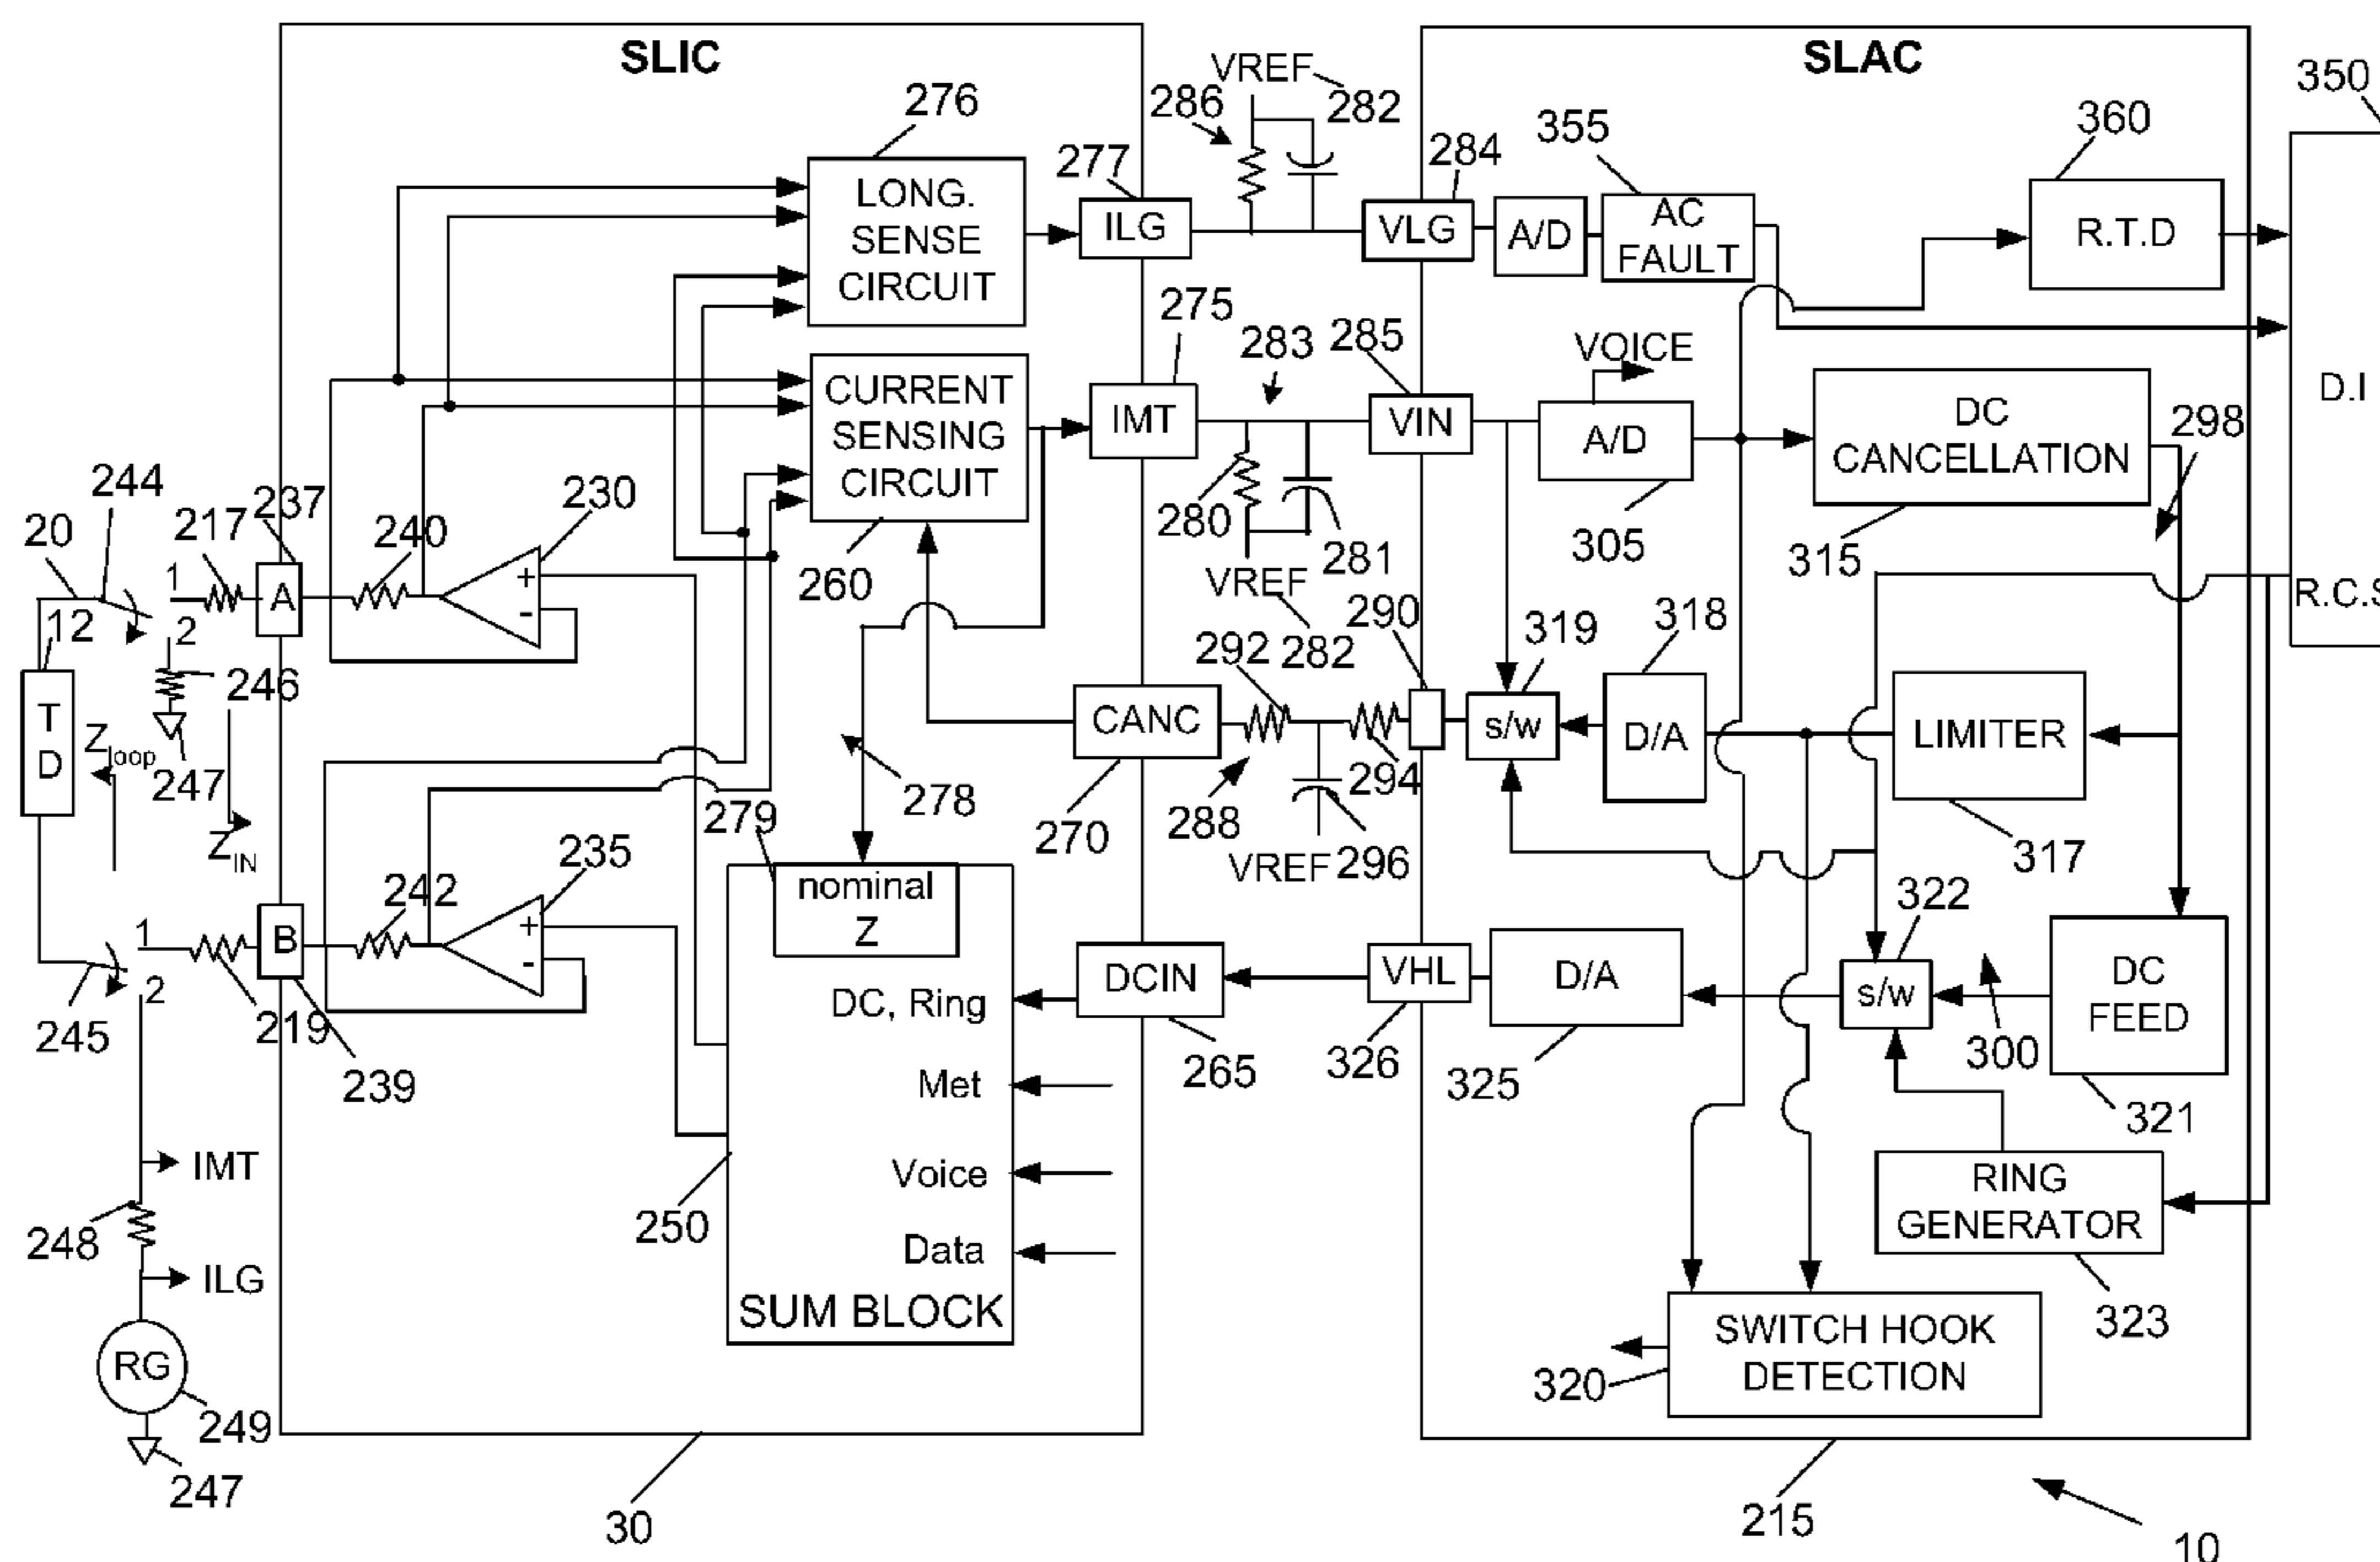 SLIC
SLAC
350
VREF
282
286
276
355
360
277
284
LONG.
SENSE
CIRCUIT
ILG
VLG
A/D
AC
FAULT
R.T.D
275
283
285
VOICE
D.I
CURRENT
SENSING
CIRCUIT
IMT
VIN
A/D
DC
CANCELLATION
298
244
237
230
20
217
240
280
281
305
315
1
A
+
-
260
VREF
282
290
R.C.S
12
2
246
292
319
318
T
D
Zloop
247
ZIN
CANC
288
294
s/w
D/A
LIMITER
278
279
270
VREF
296
317
235
242
nominal
Z
322
1
B
+
-
2
DCIN
VHL
D/A
s/w
DC
FEED
245
219
DC, Ring
239
265
326
325
300
321
Met
IMT
Voice
RING
GENERATOR
248
250
ILG
Data
SUM BLOCK
323
RG
SWITCH HOOK
DETECTION
320
249
247
30
215
10